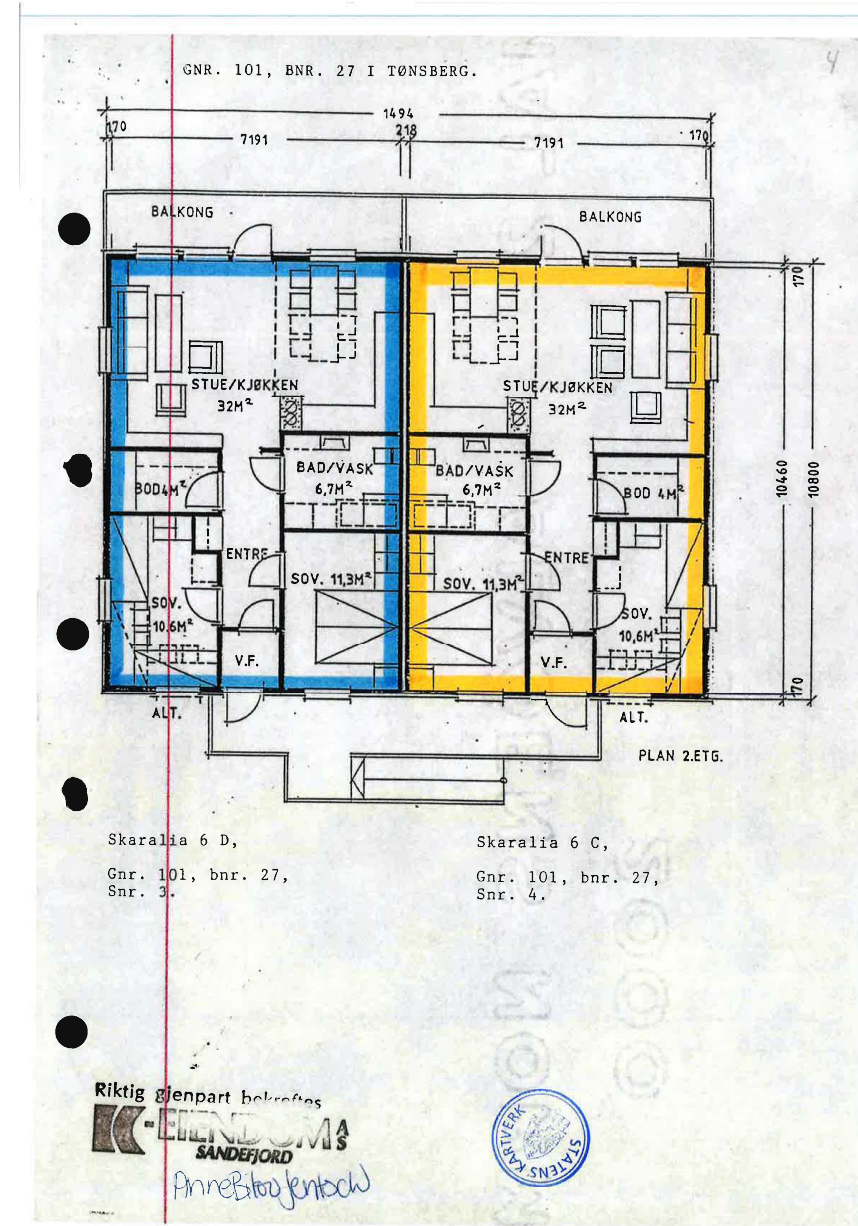 4
GNR. 101, BNR. 27 I TØNSBERG.
1494
170 7191 218 7191 170
BALKONG BALKONG
170
STUE/KJØKKEN STUE/KJØKKEN
32M² 32M²
BAD/VASK BAD/VASK
6,7M² 6,7M²
BOD 4M² BOD 4M²
10460 10800
ENTRE ENTRE
SOV. 11,3M² SOV. 11,3M²
SOV. SOV.
10,6M² 10,6M²
V.F. V.F.
170
ALT. ALT.
PLAN 2.ETG.
Skaralia 6 D,
Gnr. 101, bnr. 27,
Snr. 3.
Skaralia 6 C,
Gnr. 101, bnr. 27,
Snr. 4.
Riktig gjenpart bekreftes
K-EIENDOM AS
SANDEFJORD
STATENS KARTVERK